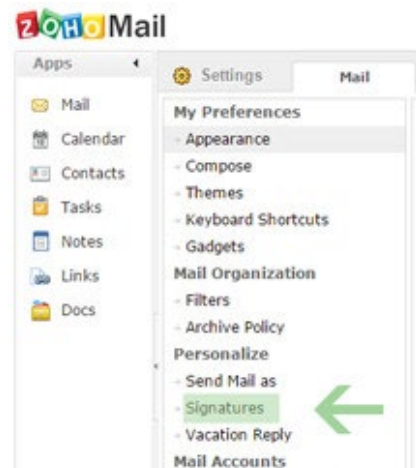 ZOHO Mail
Apps
Mail
Calendar
Contacts
Tasks
Notes
Links
Docs
Settings
Mail
My Preferences
Appearance
Compose
Themes
Keyboard Shortcuts
Gadgets
Mail Organization
Filters
Archive Policy
Personalize
Send Mail as
Signatures
Vacation Reply
Mail Accounts